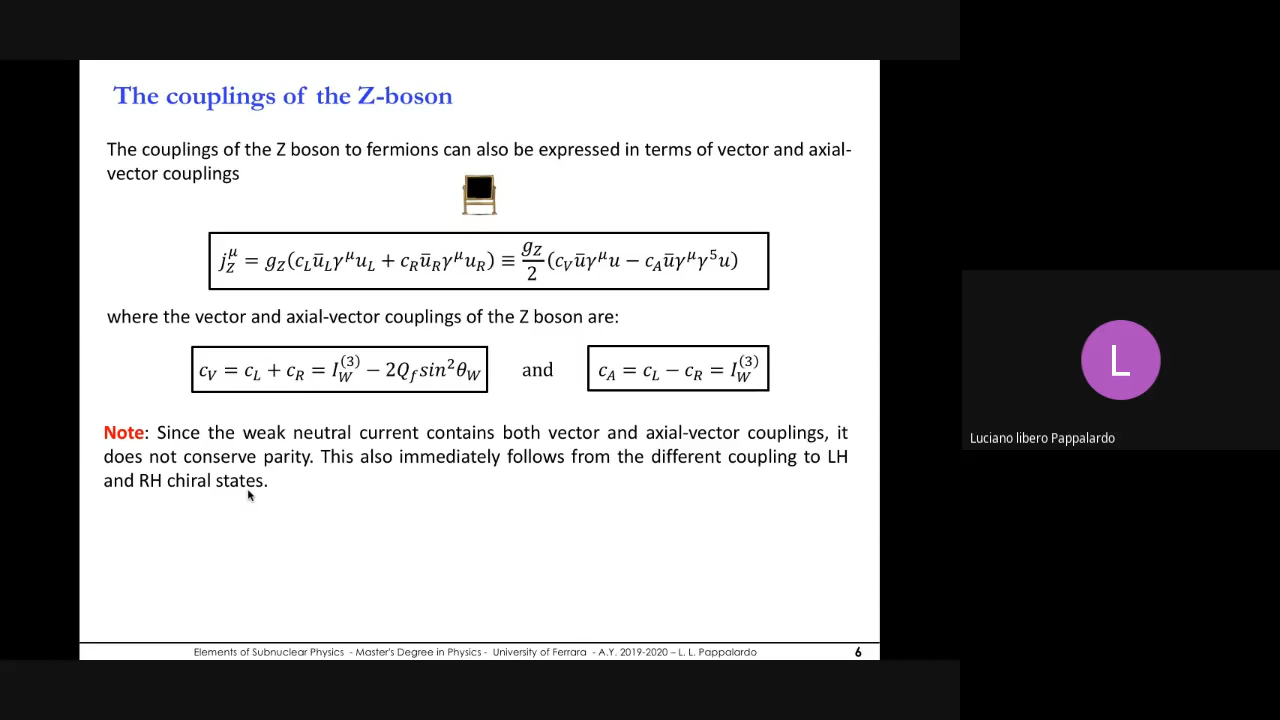 The couplings of the Z-boson
The couplings of the Z boson to fermions can also be expressed in terms of vector and axial-
vector couplings
j_Z^μ = g_Z(c_L ū_L γ^μ u_L + c_R ū_R γ^μ u_R) ≡ g_Z/2 (c_V ūγ^μ u − c_A ūγ^μ γ^5 u)
where the vector and axial-vector couplings of the Z boson are:
c_V = c_L + c_R = I_W^(3) − 2Q_f sin²θ_W and c_A = c_L − c_R = I_W^(3)
Note: Since the weak neutral current contains both vector and axial-vector couplings, it
does not conserve parity. This also immediately follows from the different coupling to LH
and RH chiral states.
Elements of Subnuclear Physics - Master's Degree in Physics - University of Ferrara - A.Y. 2019-2020 – L. L. Pappalardo 6
L
Luciano libero Pappalardo